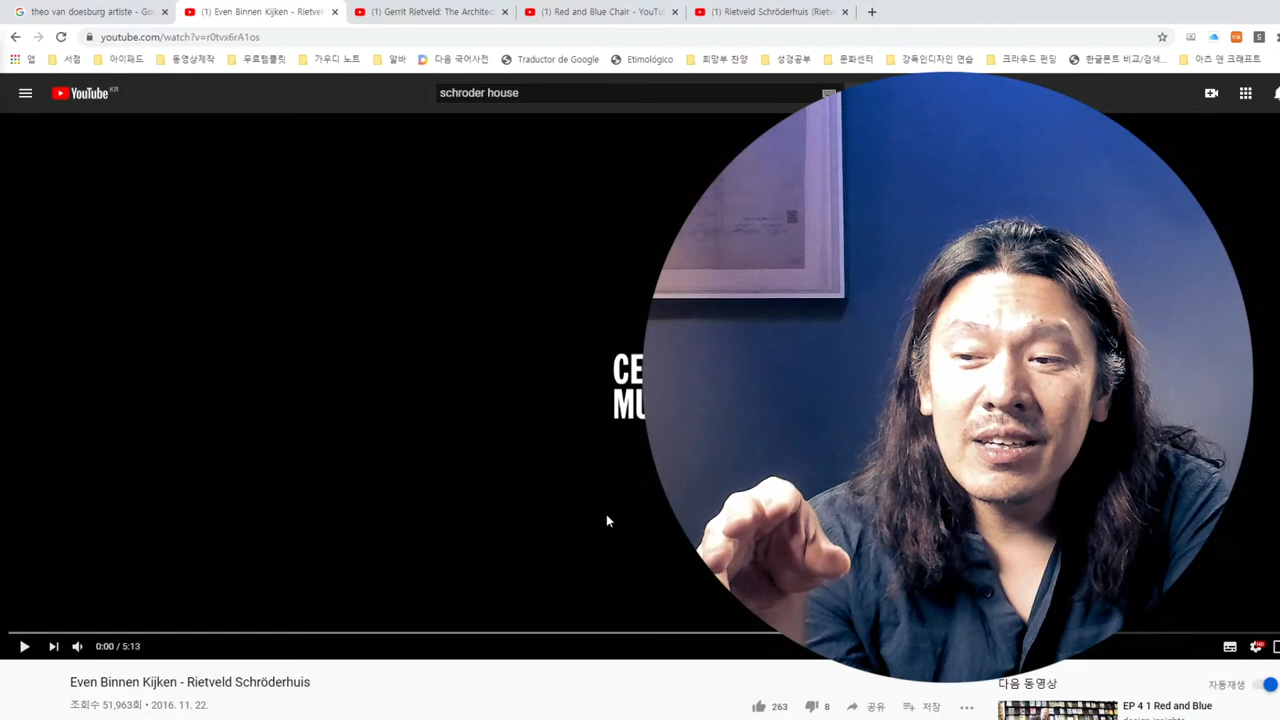 theo van doesburg artiste - Go
(1) Even Binnen Kijken - Rietvel
(1) Gerrit Rietveld: The Architec
(1) Red and Blue Chair - YouTu
(1) Rietveld Schröderhuis (Rietv
youtube.com/watch?v=r0tvx6rA1os
앱
서점
아이패드
동영상제작
무료템플릿
가우디 노트
알바
다음 국어사전
Traductor de Google
Etimológico
희망부 찬양
성경공부
문화센터
강독인디자인 연습
크라우드 펀딩
한글폰트 비교/검색...
아츠 앤 크래프트
YouTube KR
schroder house
CE
MU
0:00 / 5:13
HD
Even Binnen Kijken - Rietveld Schröderhuis
조회수 51,963회 • 2016. 11. 22.
263
8
공유
저장
다음 동영상
자동재생
EP 4 1 Red and Blue